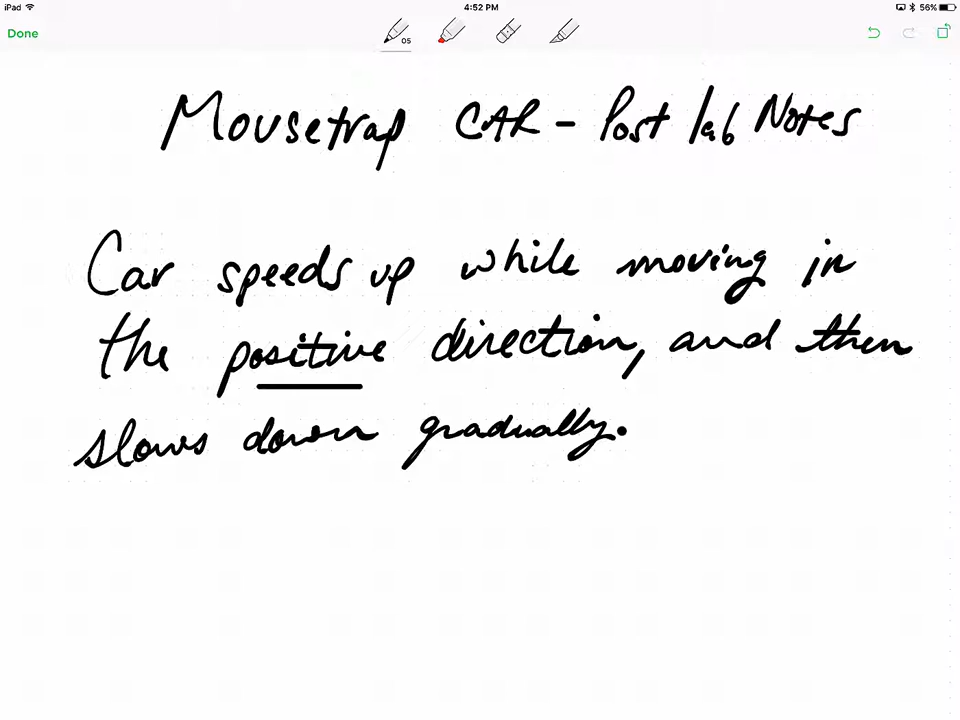 iPad 4:52 PM 56%
Done 05
Mousetrap CAR - Post lab Notes
Car speeds up while moving in
the positive direction, and then
slows down gradually.